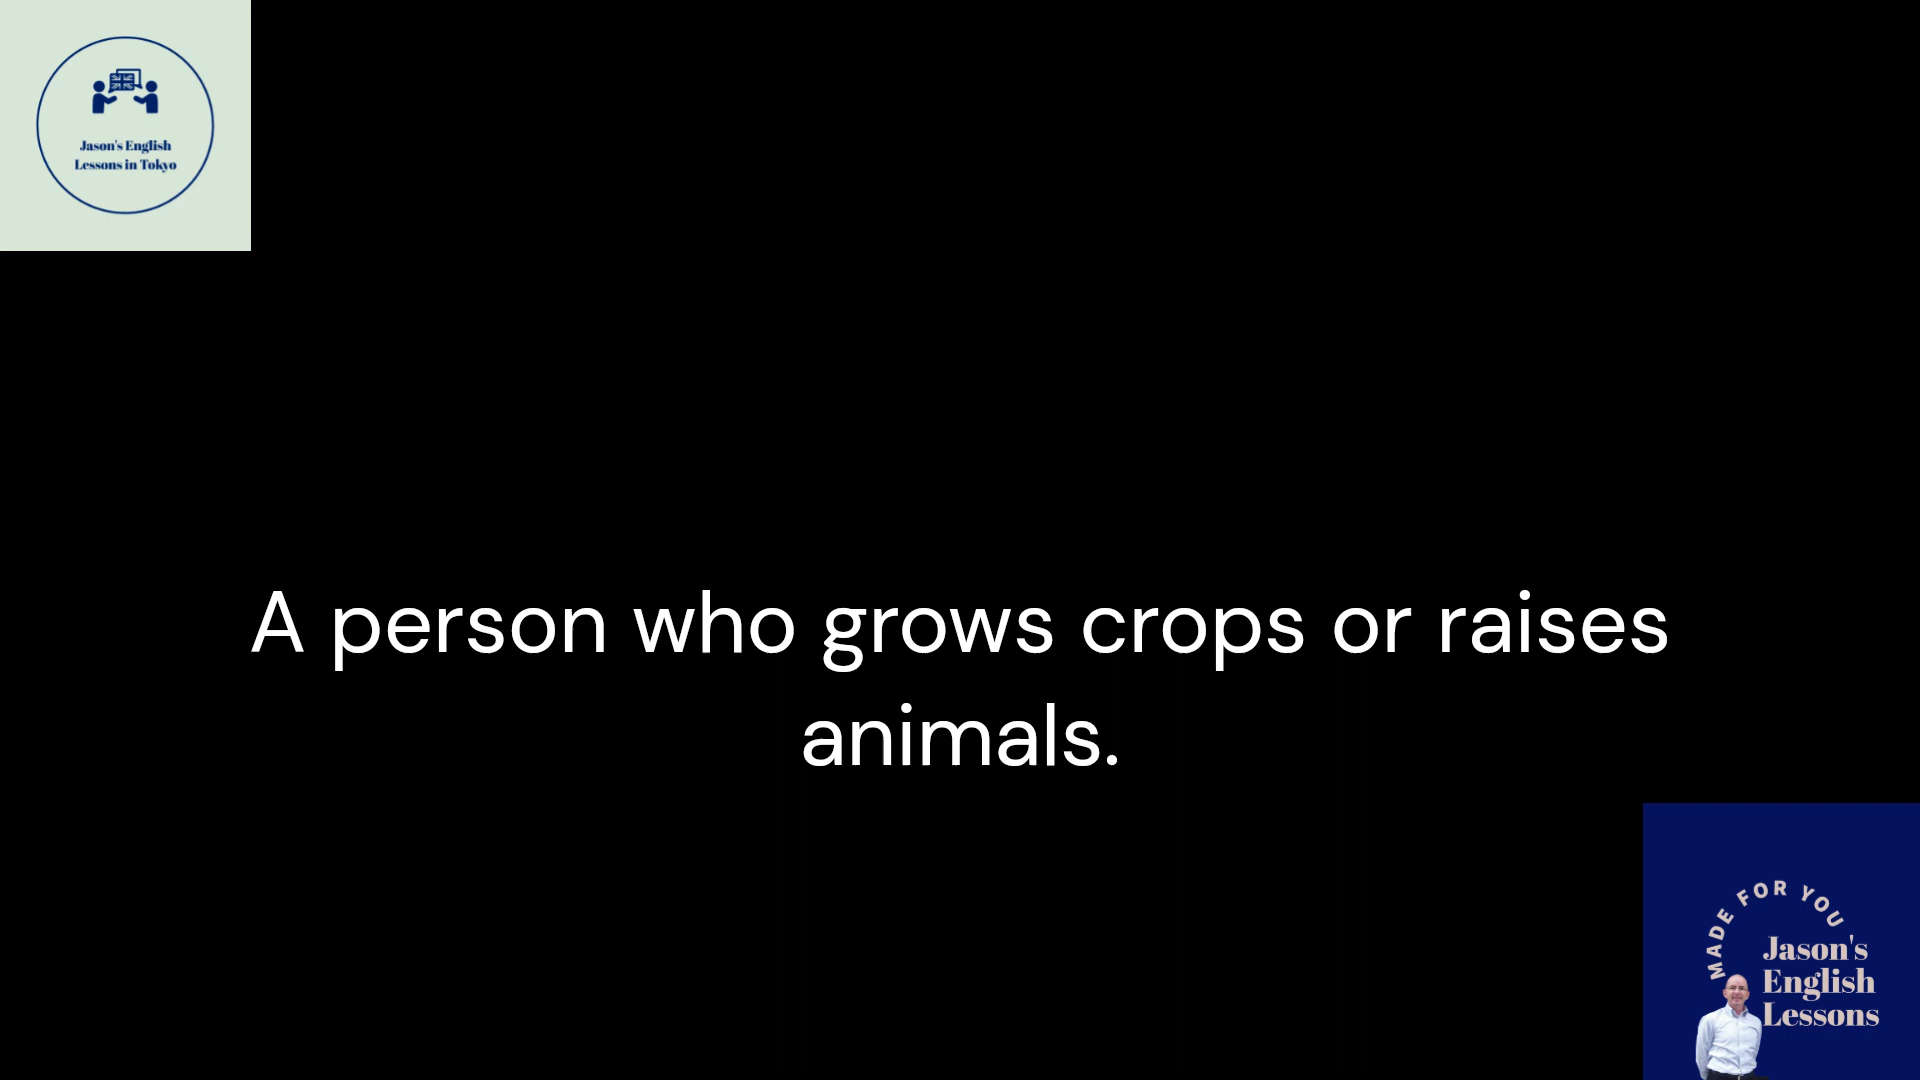 Jason's English
Lessons in Tokyo
A person who grows crops or raises
animals.
MADE FOR YOU
Jason's
English
Lessons